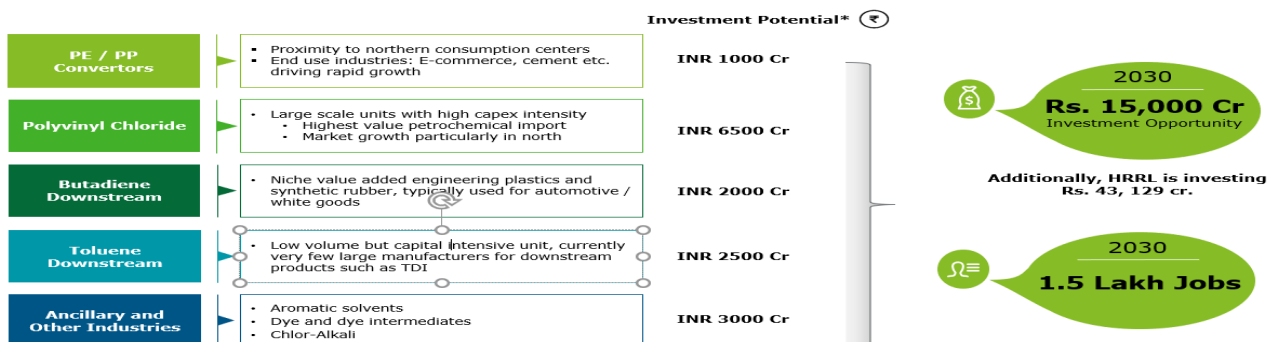 Investment Potential* ₹
PE / PP
Convertors
▪ Proximity to northern consumption centers
▪ End use industries: E-commerce, cement etc.
driving rapid growth
INR 1000 Cr
Polyvinyl Chloride
• Large scale units with high capex intensity
• Highest value petrochemical import
• Market growth particularly in north
INR 6500 Cr
Butadiene
Downstream
• Niche value added engineering plastics and
synthetic rubber, typically used for automotive /
white goods
INR 2000 Cr
Toluene
Downstream
• Low volume but capital intensive unit, currently
very few large manufacturers for downstream
products such as TDI
INR 2500 Cr
Ancillary and
Other Industries
• Aromatic solvents
• Dye and dye intermediates
• Chlor-Alkali
INR 3000 Cr
$
2030
Rs. 15,000 Cr
Investment Opportunity
Additionally, HRRL is investing
Rs. 43, 129 cr.
2030
1.5 Lakh Jobs